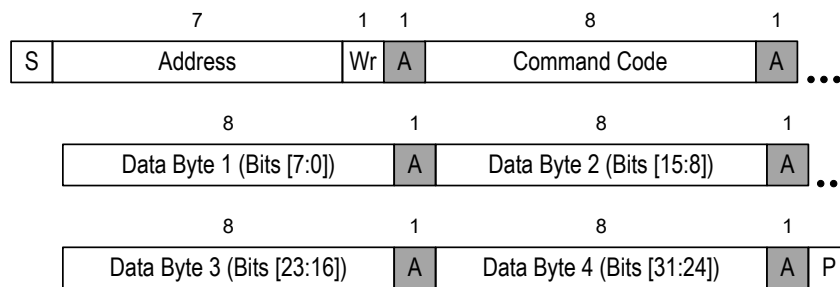 7 1 1 8 1
S Address Wr A Command Code A ...
8 1 8 1
Data Byte 1 (Bits [7:0]) A Data Byte 2 (Bits [15:8]) A ..
8 1 8 1
Data Byte 3 (Bits [23:16]) A Data Byte 4 (Bits [31:24]) A P